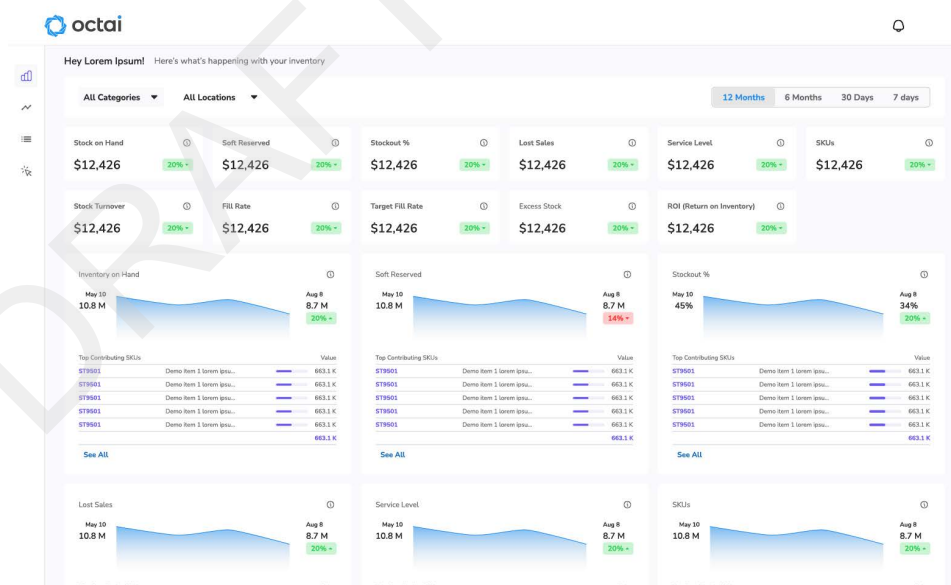 octai
Hey Lorem Ipsum! Here's what's happening with your inventory
All Categories All Locations 12 Months 6 Months 30 Days 7 days
Stock on Hand Soft Reserved Stockout % Lost Sales Service Level SKUs
$12,426 20% $12,426 20% $12,426 20% $12,426 20% $12,426 20% $12,426 20%
Stock Turnover Fill Rate Target Fill Rate Excess Stock ROI (Return on Inventory)
$12,426 20% $12,426 20% $12,426 20% $12,426 20% $12,426 20%
Inventory on Hand Soft Reserved Stockout %
May 10 Aug 8 May 10 Aug 8 May 10 Aug 8
10.8 M 8.7 M 10.8 M 8.7 M 45% 34%
20% 14% 20%
Top Contributing SKUs Value Top Contributing SKUs Value Top Contributing SKUs Value
ST9501 Demo item 1 lorem ipsu... 663.1 K ST9501 Demo item 1 lorem ipsu... 663.1 K ST9501 Demo item 1 lorem ipsu... 663.1 K
ST9501 Demo item 1 lorem ipsu... 663.1 K ST9501 Demo item 1 lorem ipsu... 663.1 K ST9501 Demo item 1 lorem ipsu... 663.1 K
ST9501 Demo item 1 lorem ipsu... 663.1 K ST9501 Demo item 1 lorem ipsu... 663.1 K ST9501 Demo item 1 lorem ipsu... 663.1 K
ST9501 Demo item 1 lorem ipsu... 663.1 K ST9501 Demo item 1 lorem ipsu... 663.1 K ST9501 Demo item 1 lorem ipsu... 663.1 K
ST9501 Demo item 1 lorem ipsu... 663.1 K ST9501 Demo item 1 lorem ipsu... 663.1 K ST9501 Demo item 1 lorem ipsu... 663.1 K
663.1 K 663.1 K 663.1 K
See All See All See All
Lost Sales Service Level SKUs
May 10 Aug 8 May 10 Aug 8 May 10 Aug 8
10.8 M 8.7 M 10.8 M 8.7 M 10.8 M 8.7 M
20% 20% 20%
DRAFT